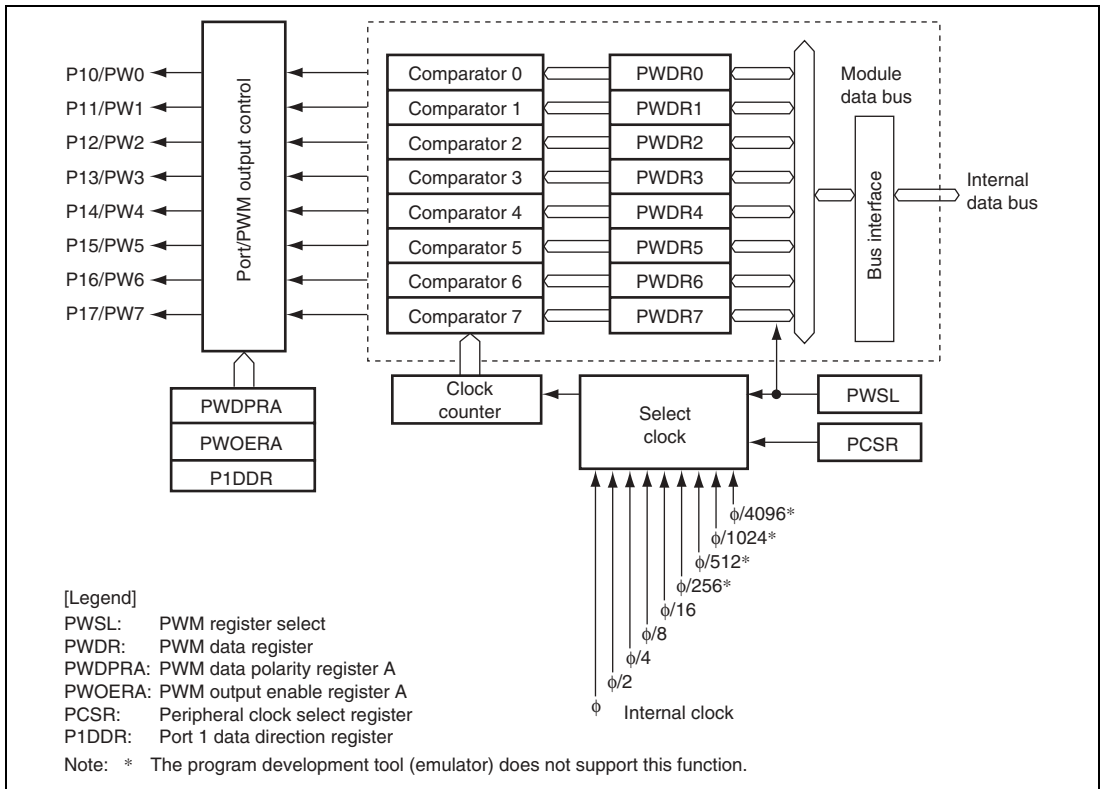 P10/PW0
P11/PW1
P12/PW2
P13/PW3
P14/PW4
P15/PW5
P16/PW6
P17/PW7
Port/PWM output control
Comparator 0
Comparator 1
Comparator 2
Comparator 3
Comparator 4
Comparator 5
Comparator 6
Comparator 7
PWDR0
PWDR1
PWDR2
PWDR3
PWDR4
PWDR5
PWDR6
PWDR7
Module
data bus
Bus interface
Internal
data bus
PWDPRA
PWOERA
P1DDR
Clock
counter
Select
clock
PWSL
PCSR
ϕ/4096*
ϕ/1024*
ϕ/512*
ϕ/256*
ϕ/16
ϕ/8
ϕ/4
ϕ/2
ϕ Internal clock
[Legend]
PWSL: PWM register select
PWDR: PWM data register
PWDPRA: PWM data polarity register A
PWOERA: PWM output enable register A
PCSR: Peripheral clock select register
P1DDR: Port 1 data direction register
Note: * The program development tool (emulator) does not support this function.